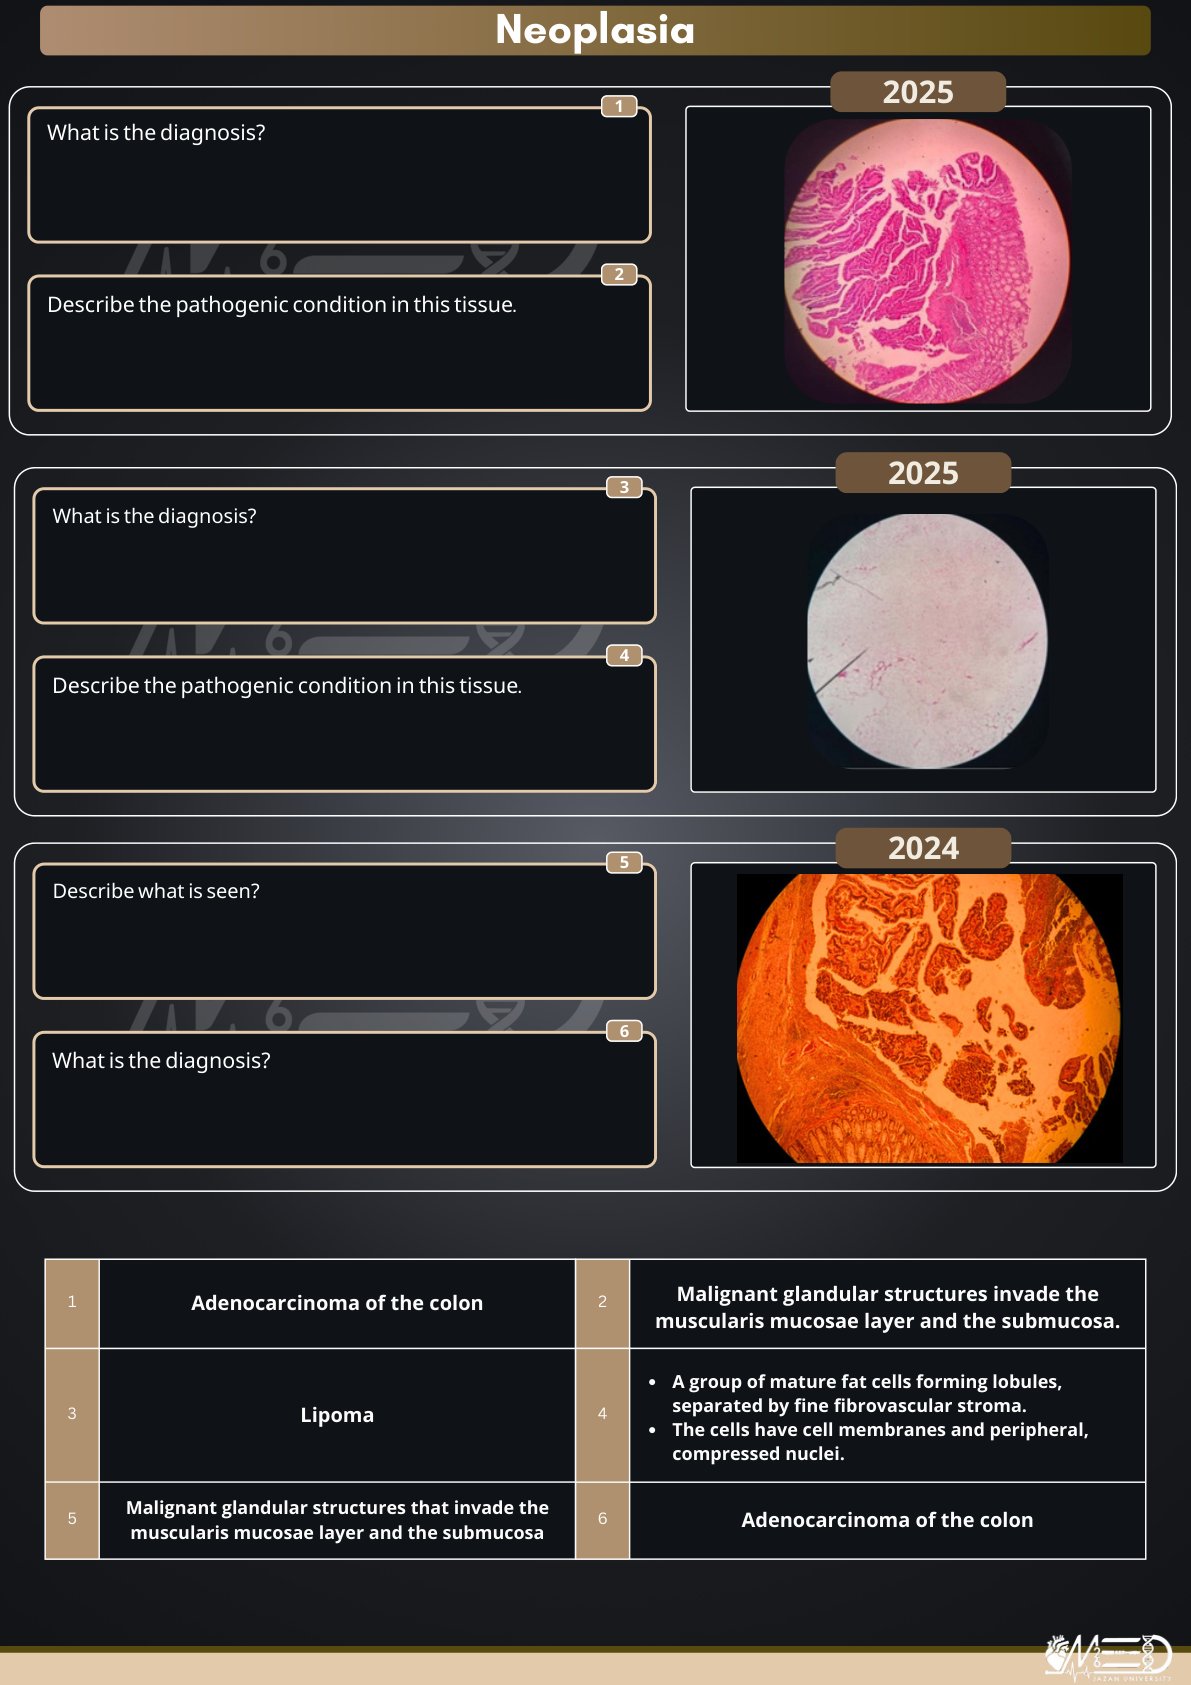 Neoplasia
2025
1
What is the diagnosis?
2
Describe the pathogenic condition in this tissue.
2025
3
What is the diagnosis?
4
Describe the pathogenic condition in this tissue.
2024
5
Describe what is seen?
6
What is the diagnosis?
1
Adenocarcinoma of the colon
2
Malignant glandular structures invade the
muscularis mucosae layer and the submucosa.
3
Lipoma
4
• A group of mature fat cells forming lobules,
separated by fine fibrovascular stroma.
• The cells have cell membranes and peripheral,
compressed nuclei.
5
Malignant glandular structures that invade the
muscularis mucosae layer and the submucosa
6
Adenocarcinoma of the colon
MED
JAZAN UNIVERSITY